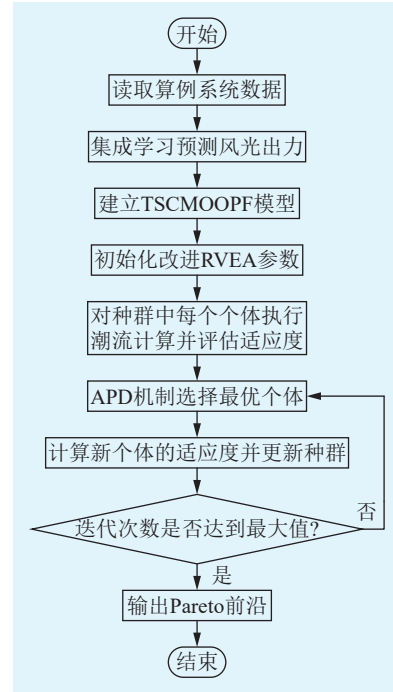 开始
读取算例系统数据
集成学习预测风光出力
建立TSCMOOPF模型
初始化改进RVEA参数
对种群中每个个体执行
潮流计算并评估适应度
APD机制选择最优个体
计算新个体的适应度并更新种群
迭代次数是否达到最大值?
否
是
输出Pareto前沿
结束